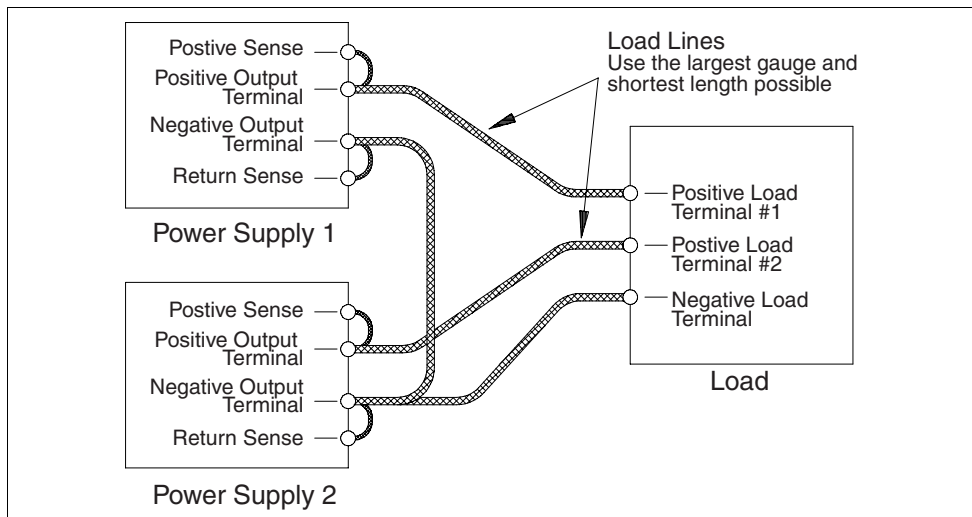 Postive Sense
Positive Output
Terminal
Negative Output
Terminal
Return Sense
Power Supply 1
Load Lines
Use the largest gauge and
shortest length possible
Positive Load
Terminal #1
Postive Load
Terminal #2
Negative Load
Terminal
Load
Postive Sense
Positive Output
Terminal
Negative Output
Terminal
Return Sense
Power Supply 2